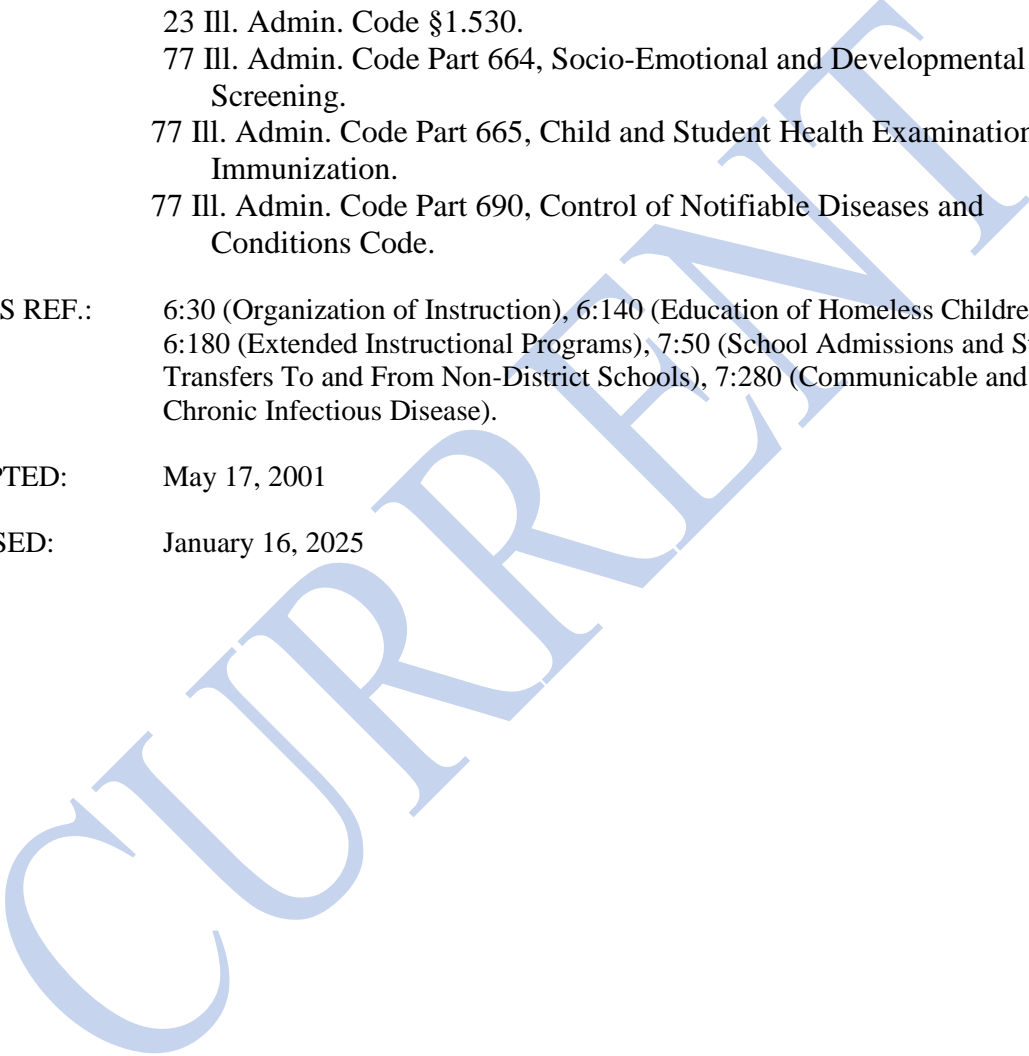 23 Ill. Admin. Code §1.530.
77 Ill. Admin. Code Part 664, Socio-Emotional and Developmental
Screening.
77 Ill. Admin. Code Part 665, Child and Student Health Examination
Immunization.
77 Ill. Admin. Code Part 690, Control of Notifiable Diseases and
Conditions Code.
S REF.: 6:30 (Organization of Instruction), 6:140 (Education of Homeless Childre
6:180 (Extended Instructional Programs), 7:50 (School Admissions and S
Transfers To and From Non-District Schools), 7:280 (Communicable and
Chronic Infectious Disease).
PTED: May 17, 2001
SED: January 16, 2025
CURRENT